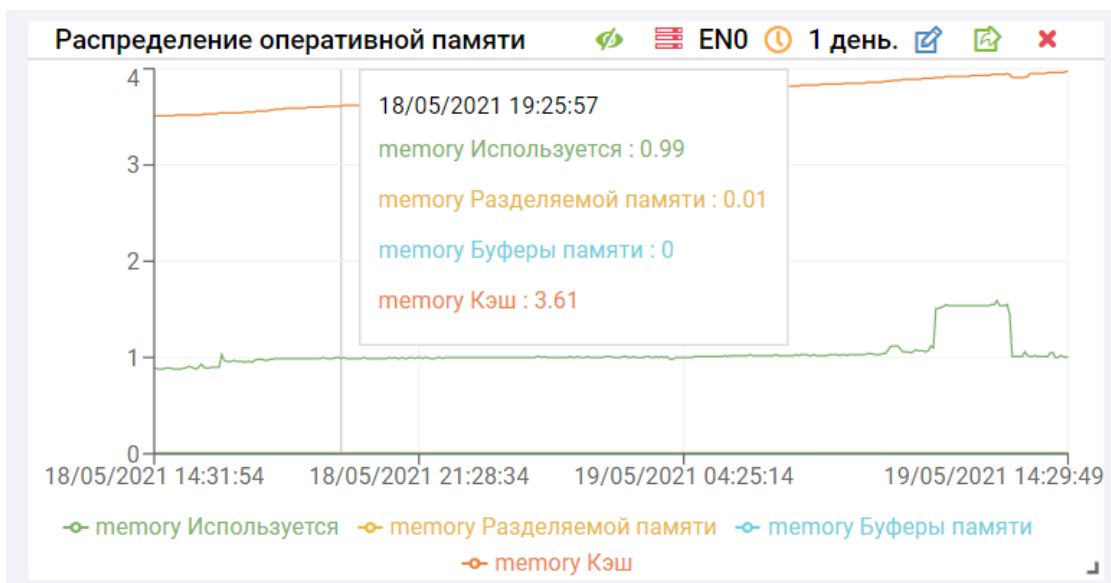 Распределение оперативной памяти EN0 1 день.
4
18/05/2021 19:25:57
memory Используется : 0.99
3
memory Разделяемой памяти : 0.01
2
memory Буферы памяти : 0
memory Кэш : 3.61
1
0
18/05/2021 14:31:54 18/05/2021 21:28:34 19/05/2021 04:25:14 19/05/2021 14:29:49
memory Используется memory Разделяемой памяти memory Буферы памяти
memory Кэш